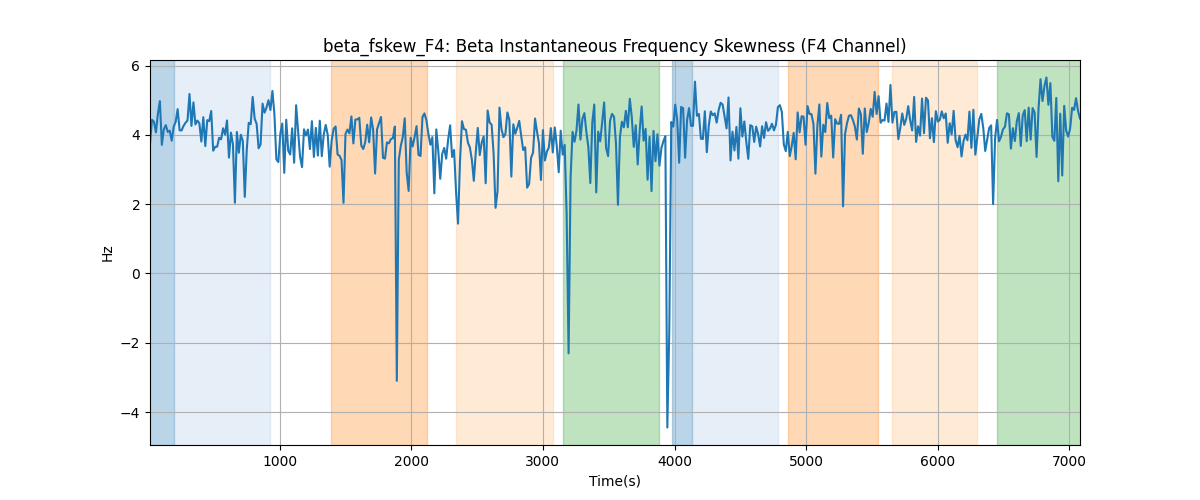 beta_fskew_F4: Beta Instantaneous Frequency Skewness (F4 Channel)
6
4
2
0
−2
−4
Hz
1000 2000 3000 4000 5000 6000 7000
Time(s)